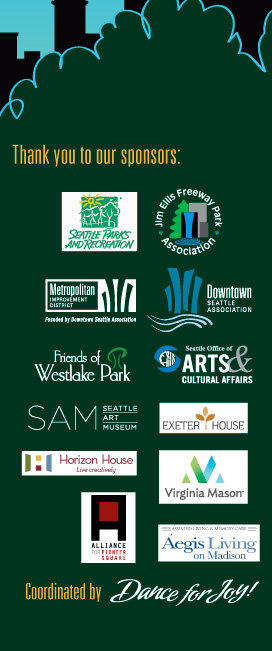 Thank you to our sponsors:
SEATTLE PARKS
AND RECREATION
Jim Ellis Freeway Park
Association
Metropolitan
IMPROVEMENT
DISTRICT
Founded by Downtown Seattle Association
Downtown
SEATTLE
ASSOCIATION
Friends of
Westlake Park
Seattle Office of
ARTS &
CULTURAL AFFAIRS
SAM SEATTLE
ART
MUSEUM
EXETER HOUSE
Horizon House
Live creatively
Virginia Mason
ALLIANCE
FOR PIONEER
SQUARE
ASSISTED LIVING & MEMORY CARE
Ægis Living
on Madison
Coordinated by Dance for Joy!